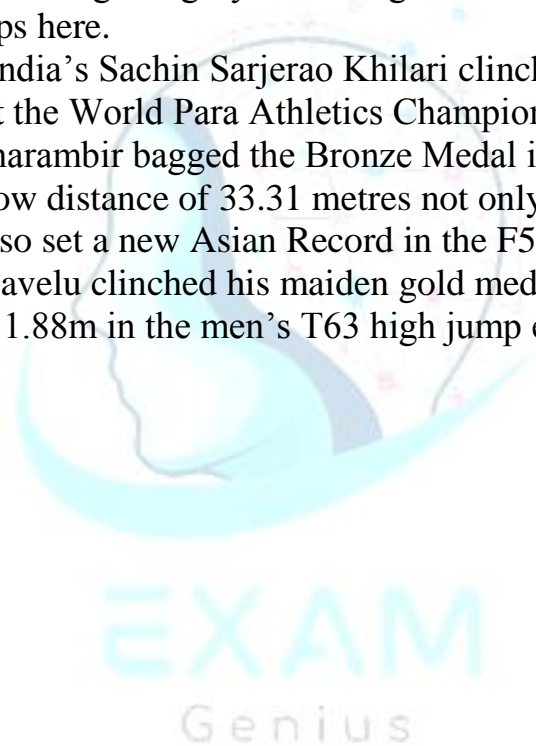 ps here.
ndia's Sachin Sarjerao Khilari clinch
t the World Para Athletics Champion
narambir bagged the Bronze Medal i
ow distance of 33.31 metres not only
so set a new Asian Record in the F5
avelu clinched his maiden gold med
1.88m in the men's T63 high jump e
EXAM
Genius